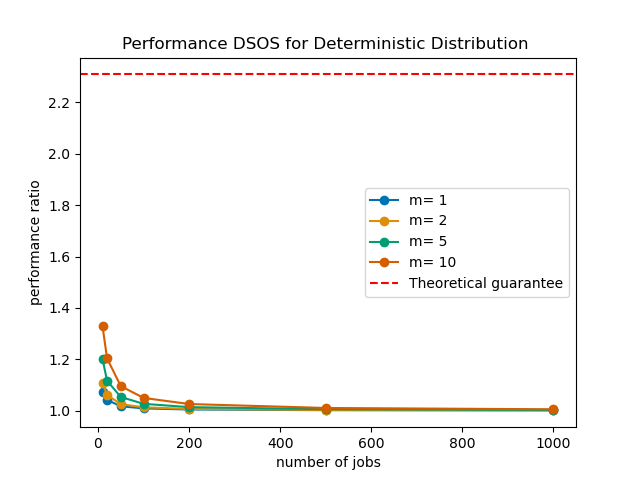 Performance DSOS for Deterministic Distribution
performance ratio
2.2
2.0
1.8
1.6
1.4
1.2
1.0
m= 1
m= 2
m= 5
m= 10
Theoretical guarantee
0
200
400
600
800
1000
number of jobs